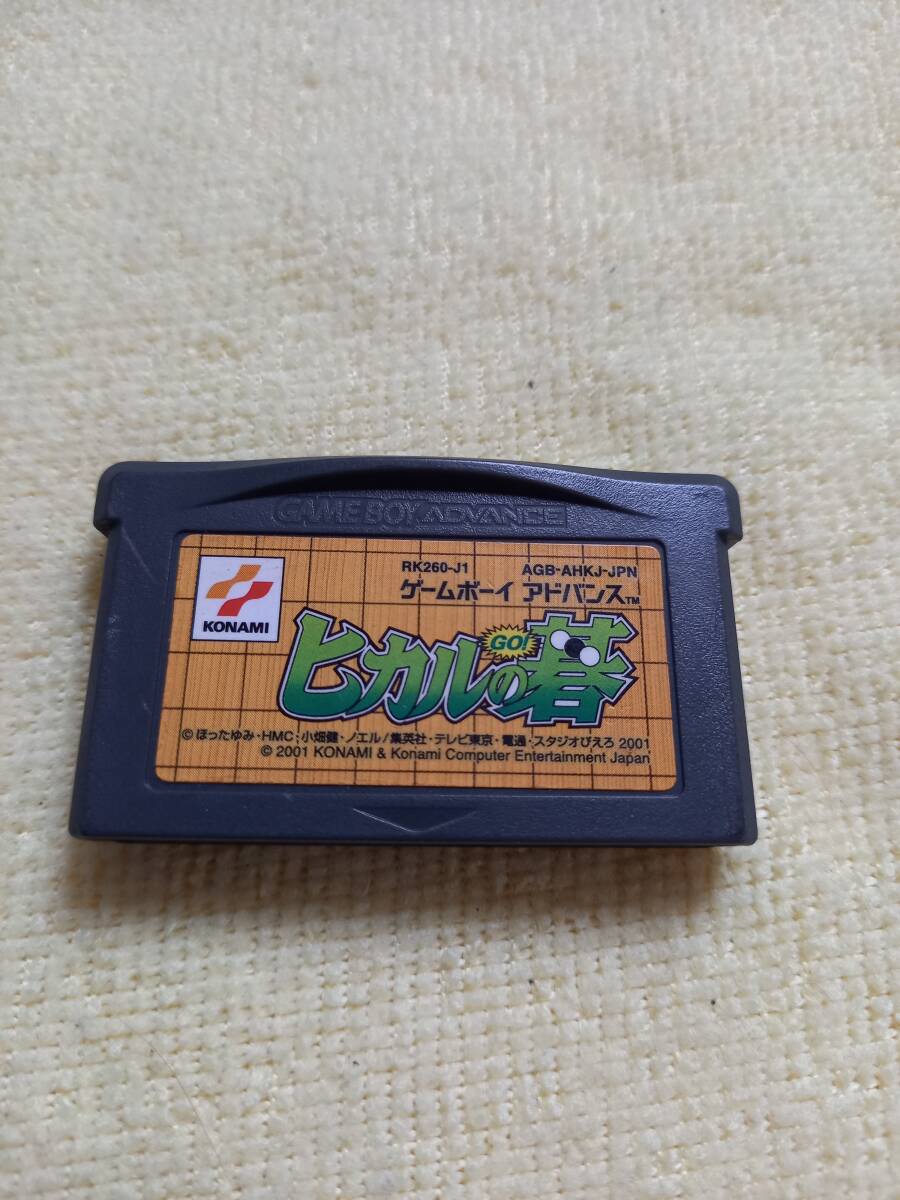 GAME BOY ADVANCE
RK260-J1 AGB-AHKJ-JPN
ゲームボーイ アドバンス™
KONAMI
GO!
ヒカルの碁
©ほったゆみ・HMC・小畑健・ノエル/集英社・テレビ東京・電通・スタジオぴえろ 2001
© 2001 KONAMI & Konami Computer Entertainment Japan